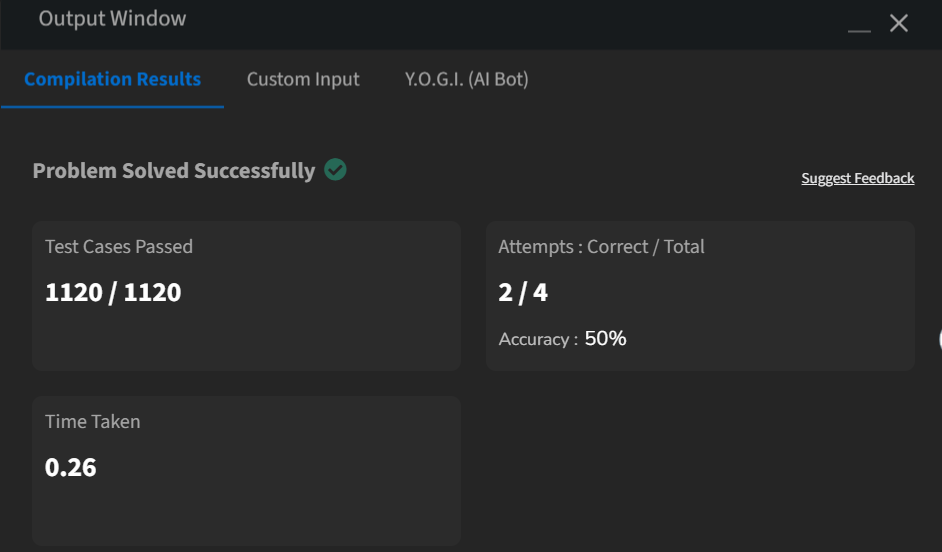 Output Window
Compilation Results Custom Input Y.O.G.I. (AI Bot)
Problem Solved Successfully
Suggest Feedback
Test Cases Passed
1120 / 1120
Attempts : Correct / Total
2 / 4
Accuracy : 50%
Time Taken
0.26